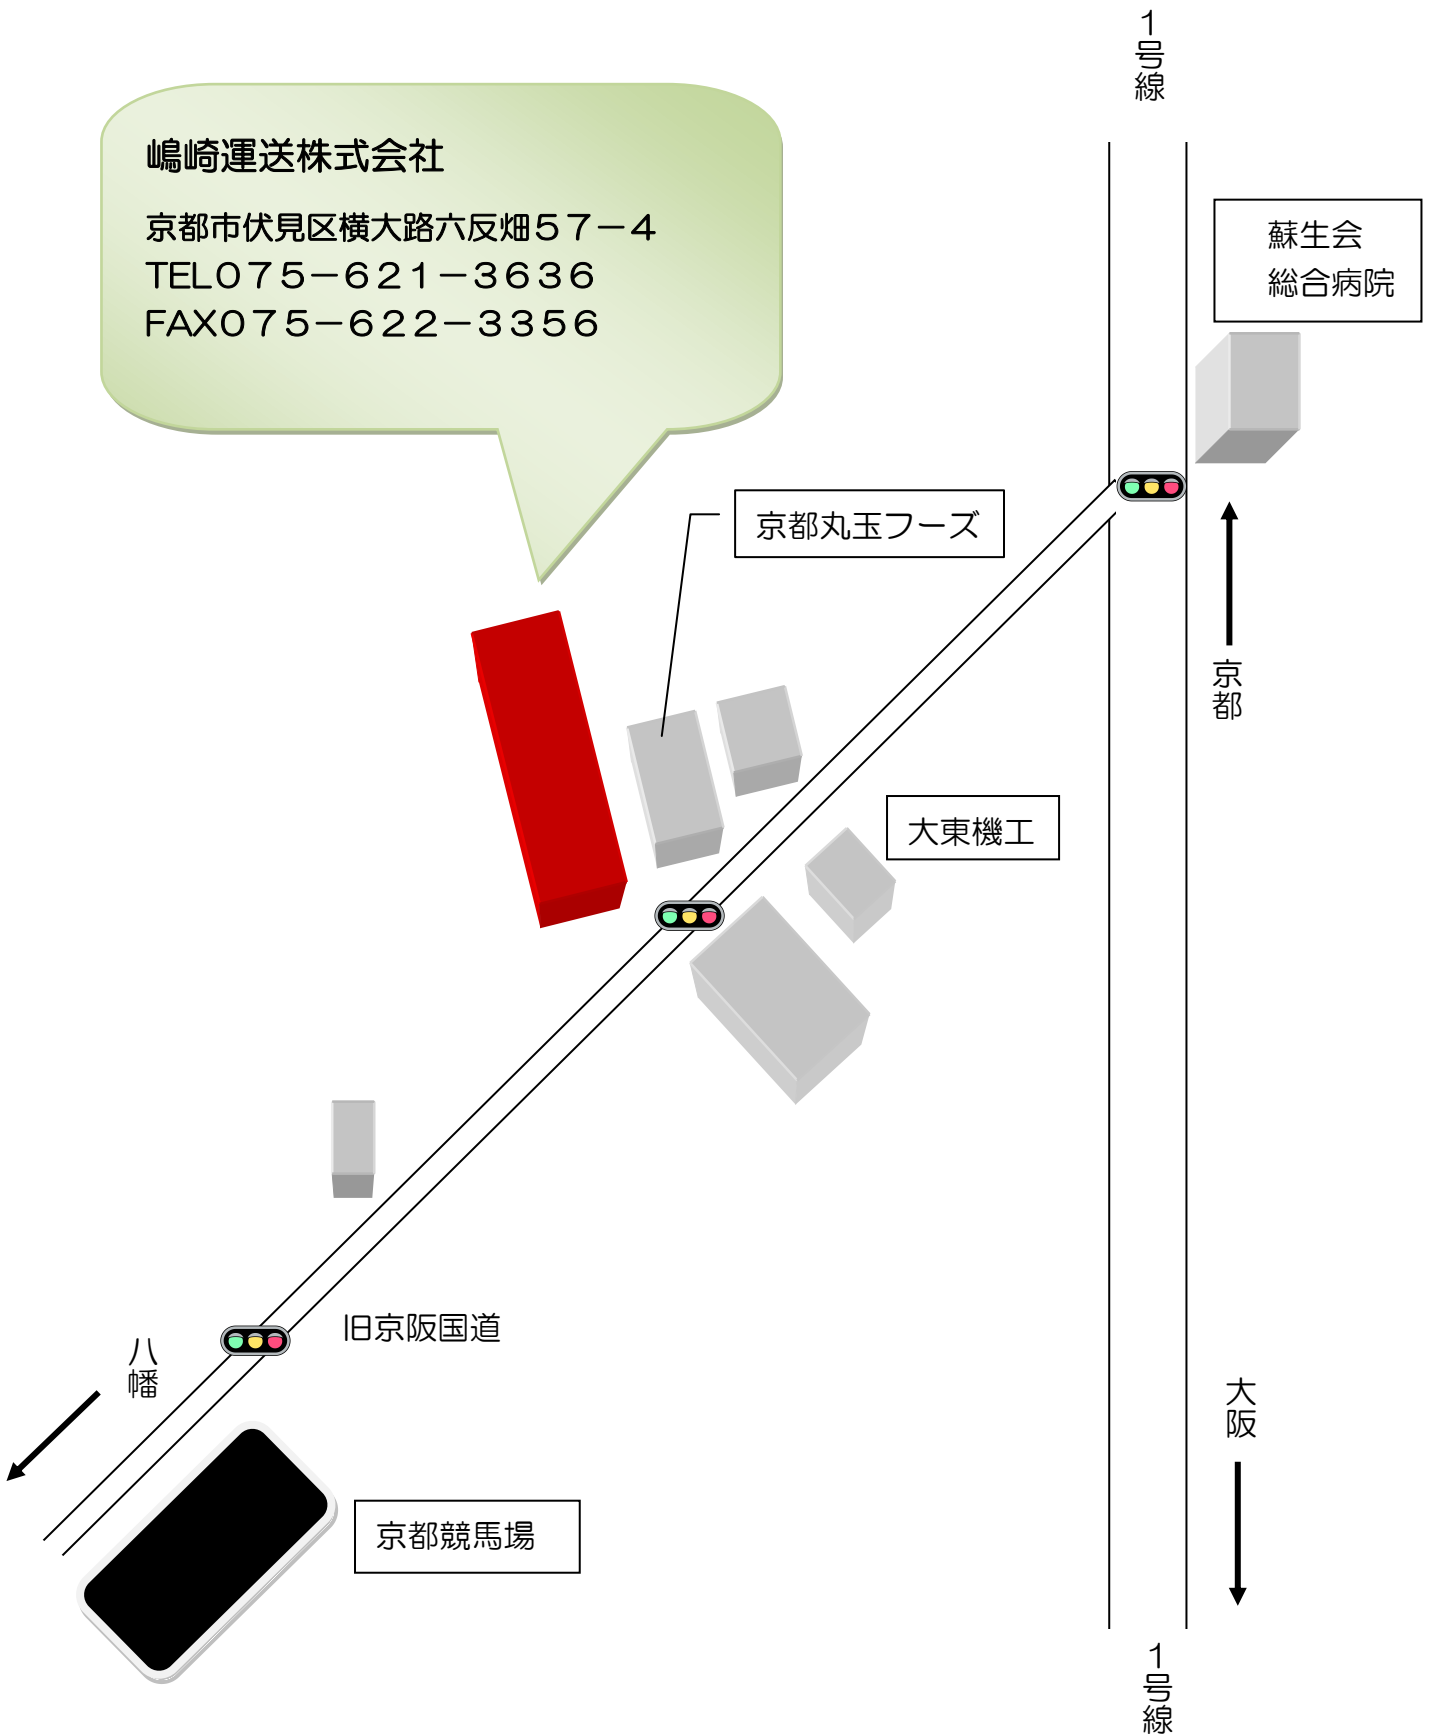 1号線
嶋崎運送株式会社
京都市伏見区横大路六反畑57-4
TEL075-621-3636
FAX075-622-3356
蘇生会
総合病院
京都丸玉フーズ
京都
大東機工
旧京阪国道
八幡
大阪
京都競馬場
1号線